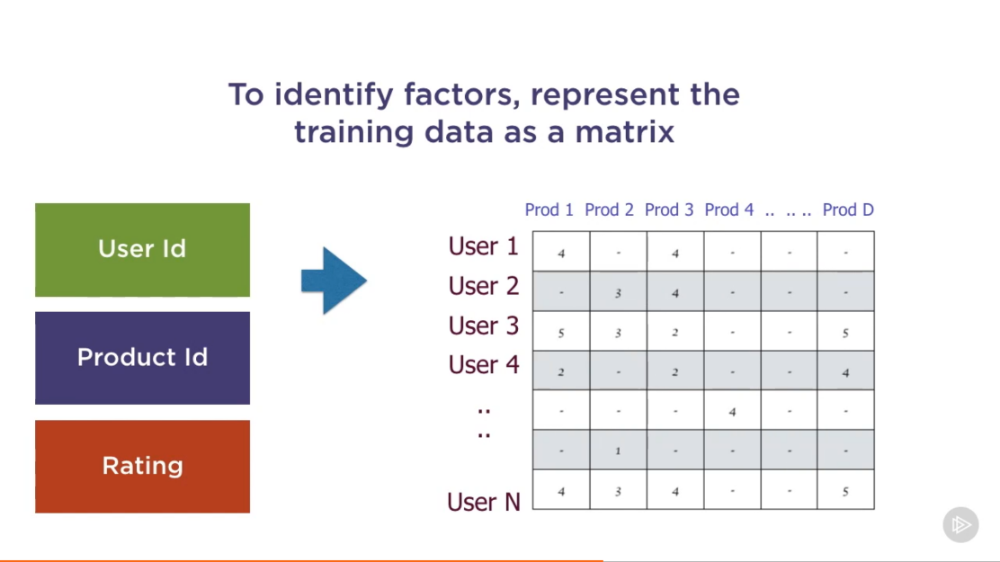 To identify factors, represent the
training data as a matrix
User Id
Product Id
Rating
Prod 1 Prod 2 Prod 3 Prod 4 .. .. .. Prod D
User 1 4 - 4 - - -
User 2 - 3 4 - - -
User 3 5 3 2 - - 5
User 4 2 - 2 - - 4
.. - - - 4 - -
.. - 1 - - - -
User N 4 3 4 - - 5